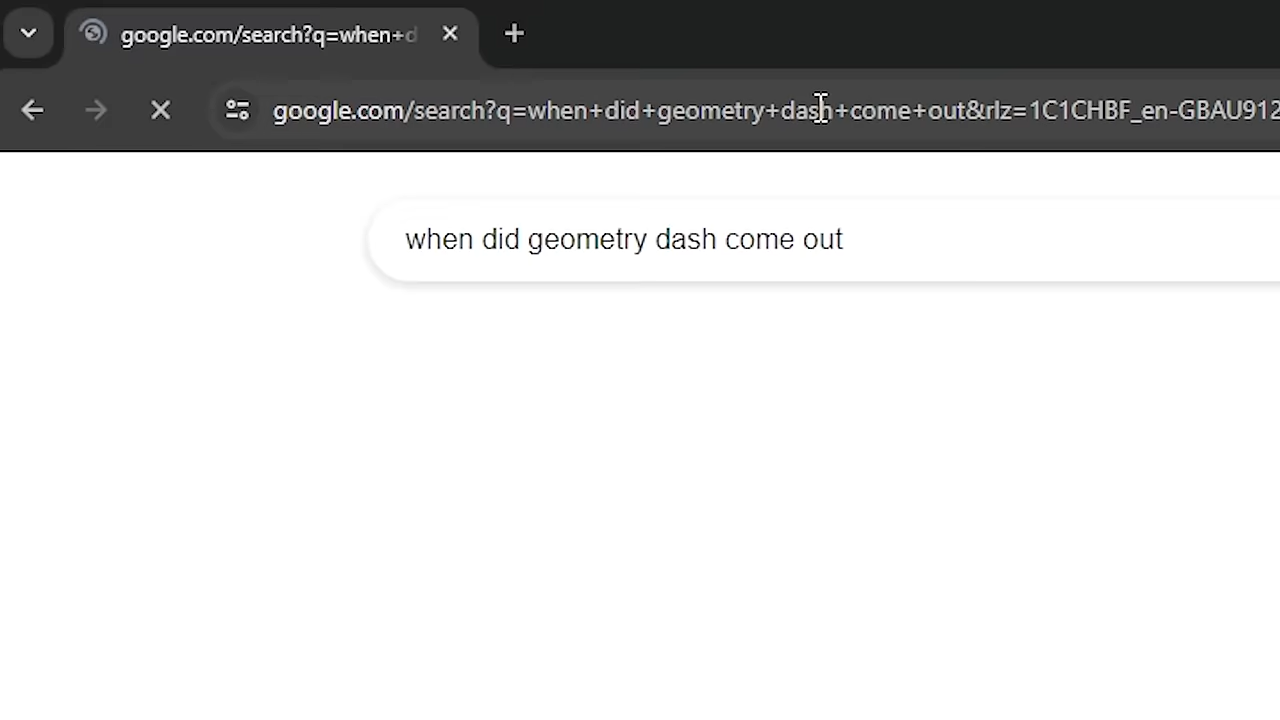 google.com/search?q=when+d
google.com/search?q=when+did+geometry+dash+come+out&rlz=1C1CHBF_en-GBAU912
when did geometry dash come out